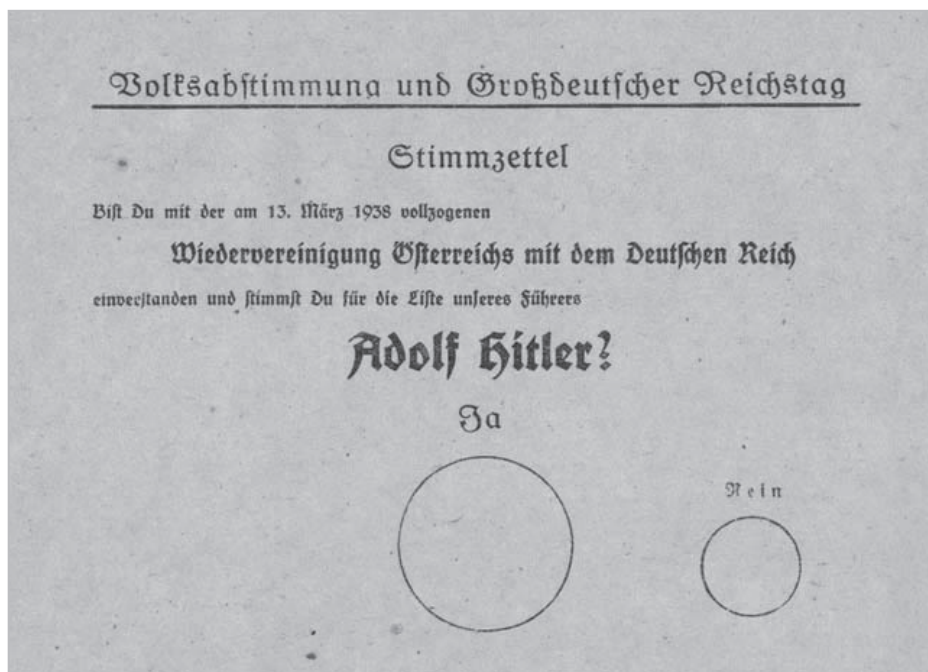 Volksabstimmung und Großdeutscher Reichstag
Stimmzettel
Bist Du mit der am 13. März 1938 vollzogenen
Wiedervereinigung Österreichs mit dem Deutschen Reich
einverstanden und stimmst Du für die Liste unseres Führers
Adolf Hitler?
Ja
Nein